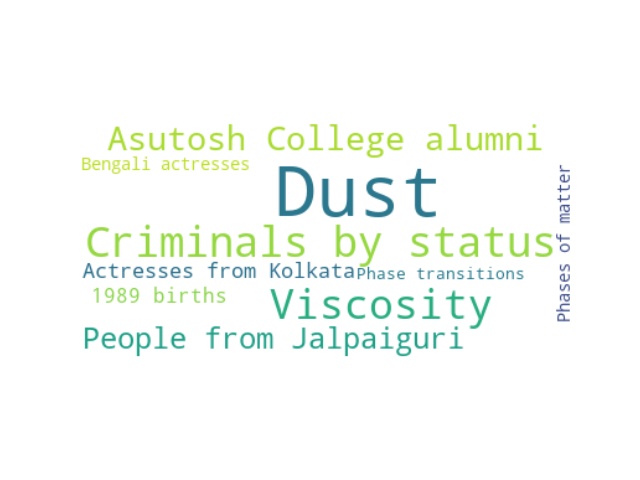 Asutosh College alumni
Bengali actresses
Dust
Phases of matter
Criminals by status
Actresses from Kolkata
Phase transitions
1989 births
Viscosity
People from Jalpaiguri